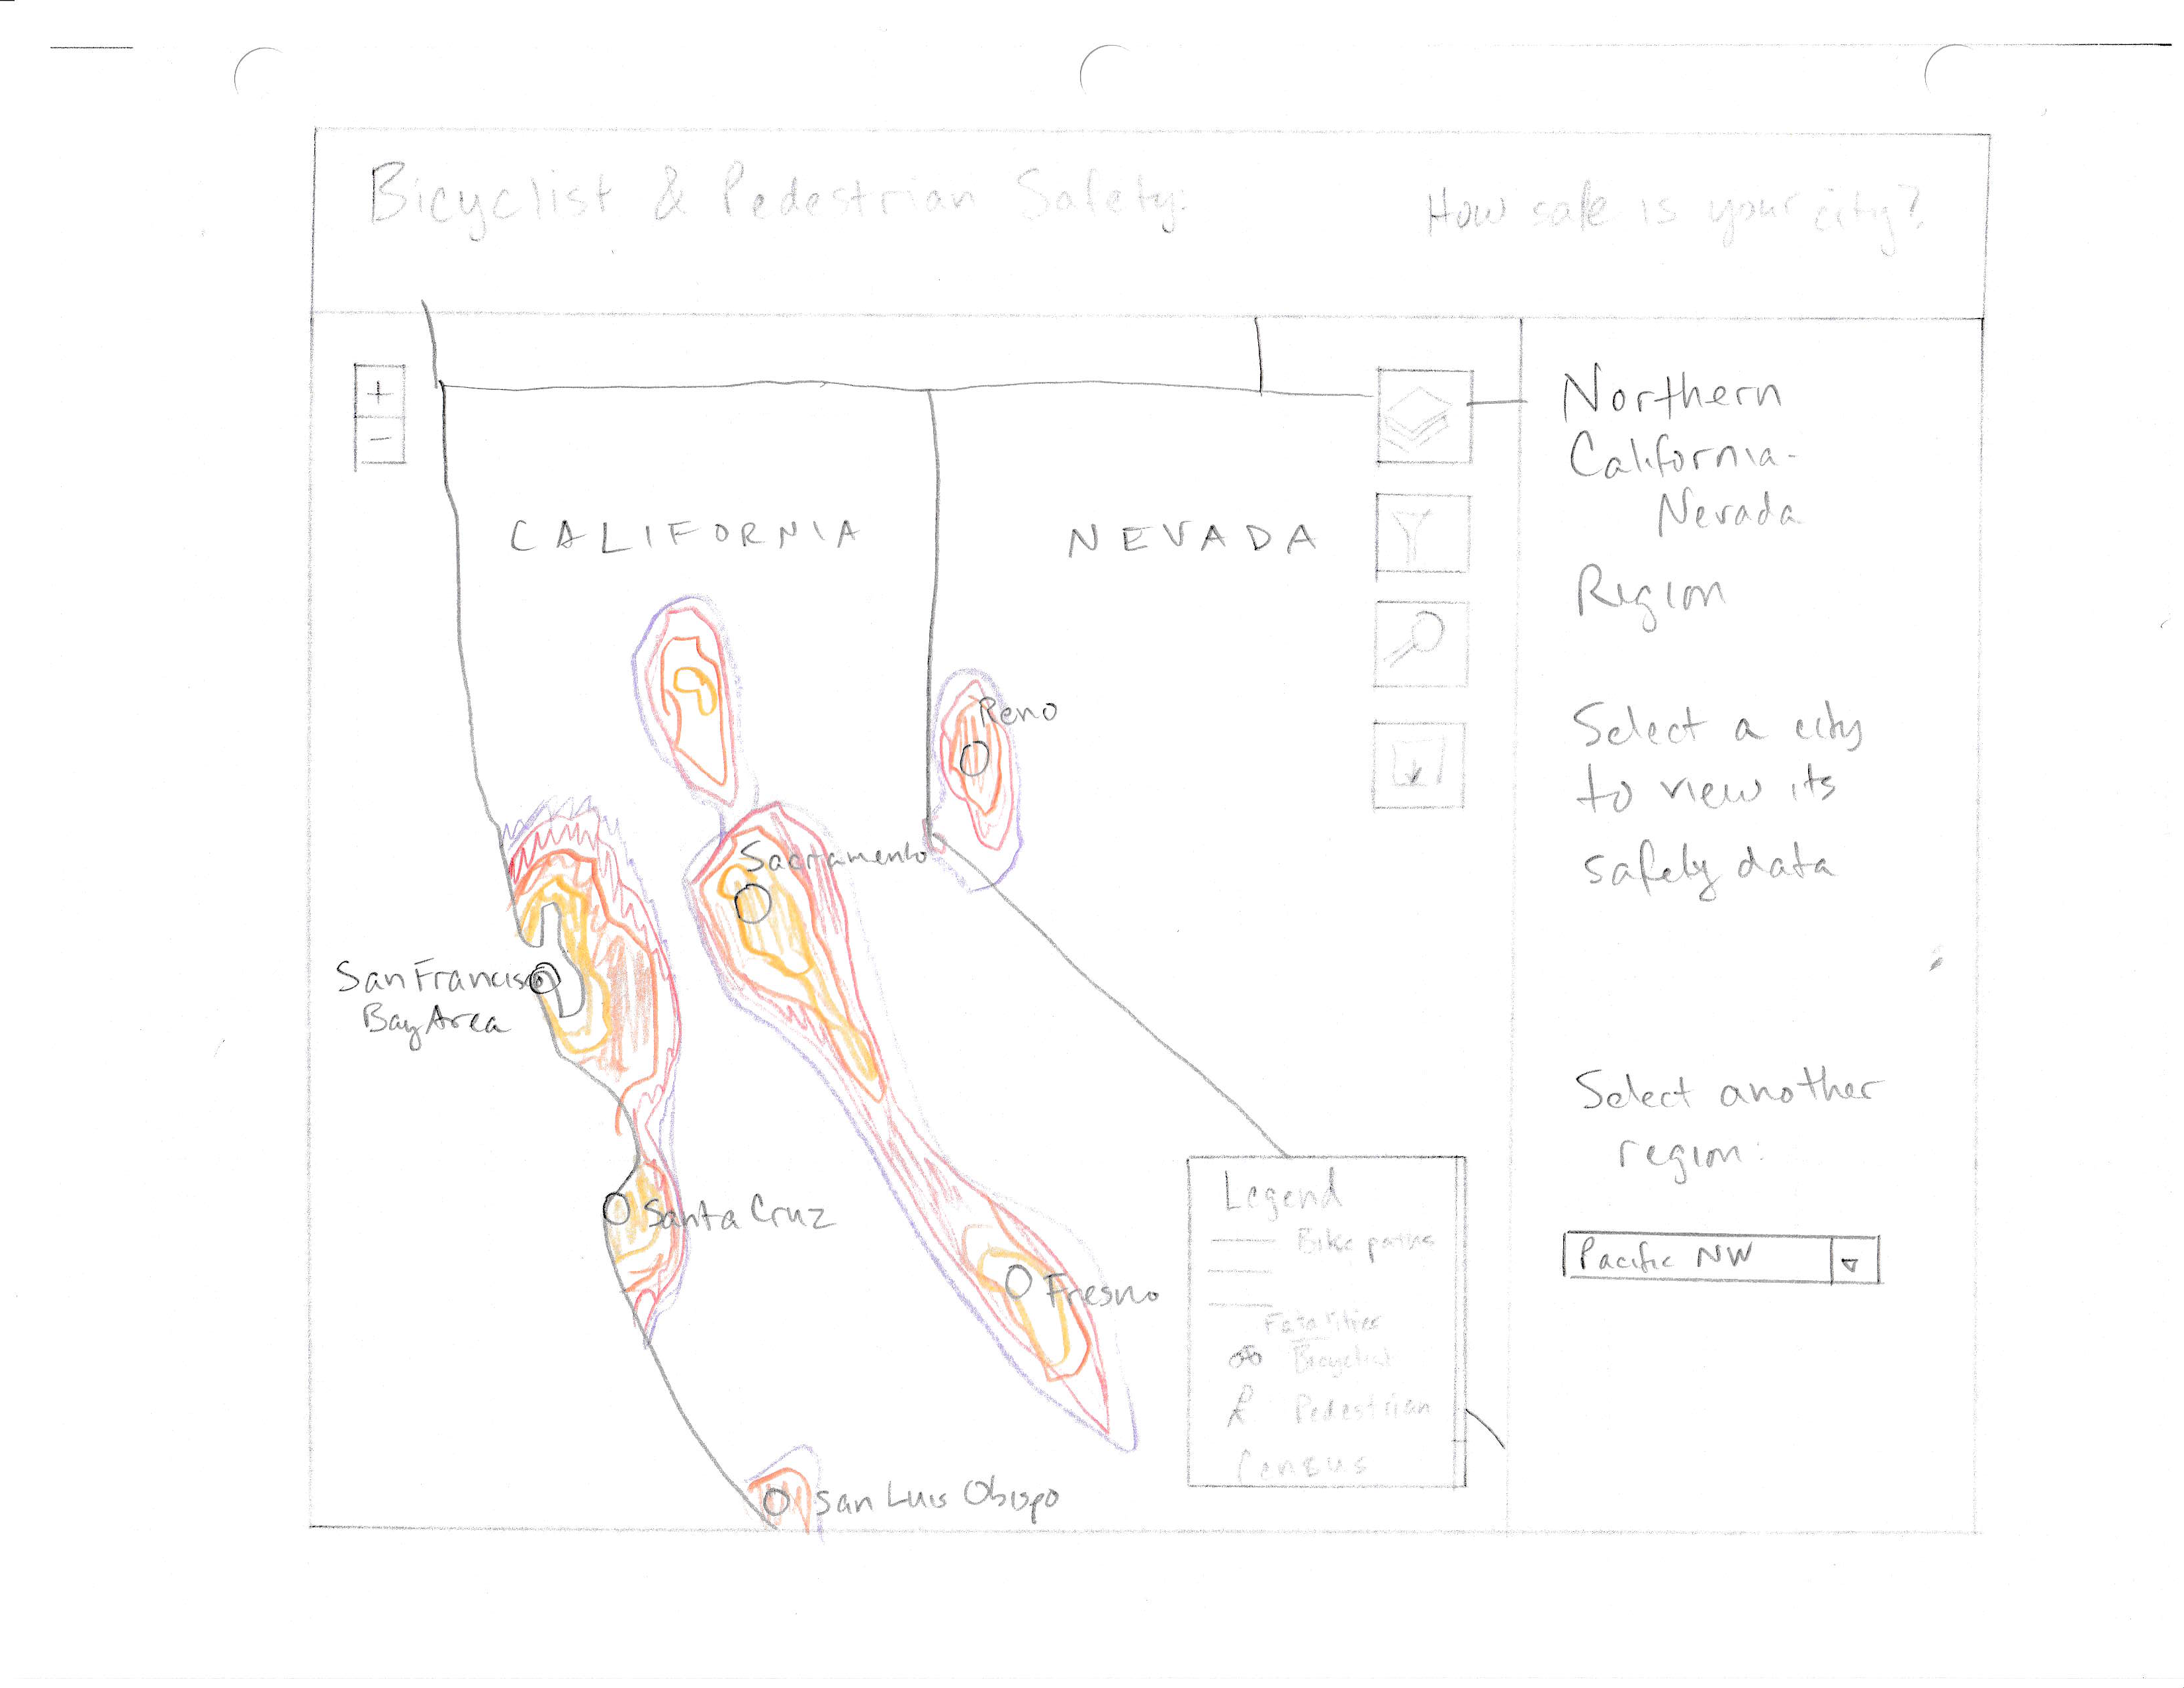 Bicyclist & Pedestrian Safety:
How safe is your city?
+
-
CALIFORNIA
NEVADA
Reno
Sacramento
San Francisco
Bay Area
Santa Cruz
Fresno
San Luis Obispo
Legend
Bike paths
Fatalities
Bicyclist
Pedestrian
Census
Northern
California-
Nevada
Region
Select a city
to view its
safety data
Select another
region:
Pacific NW